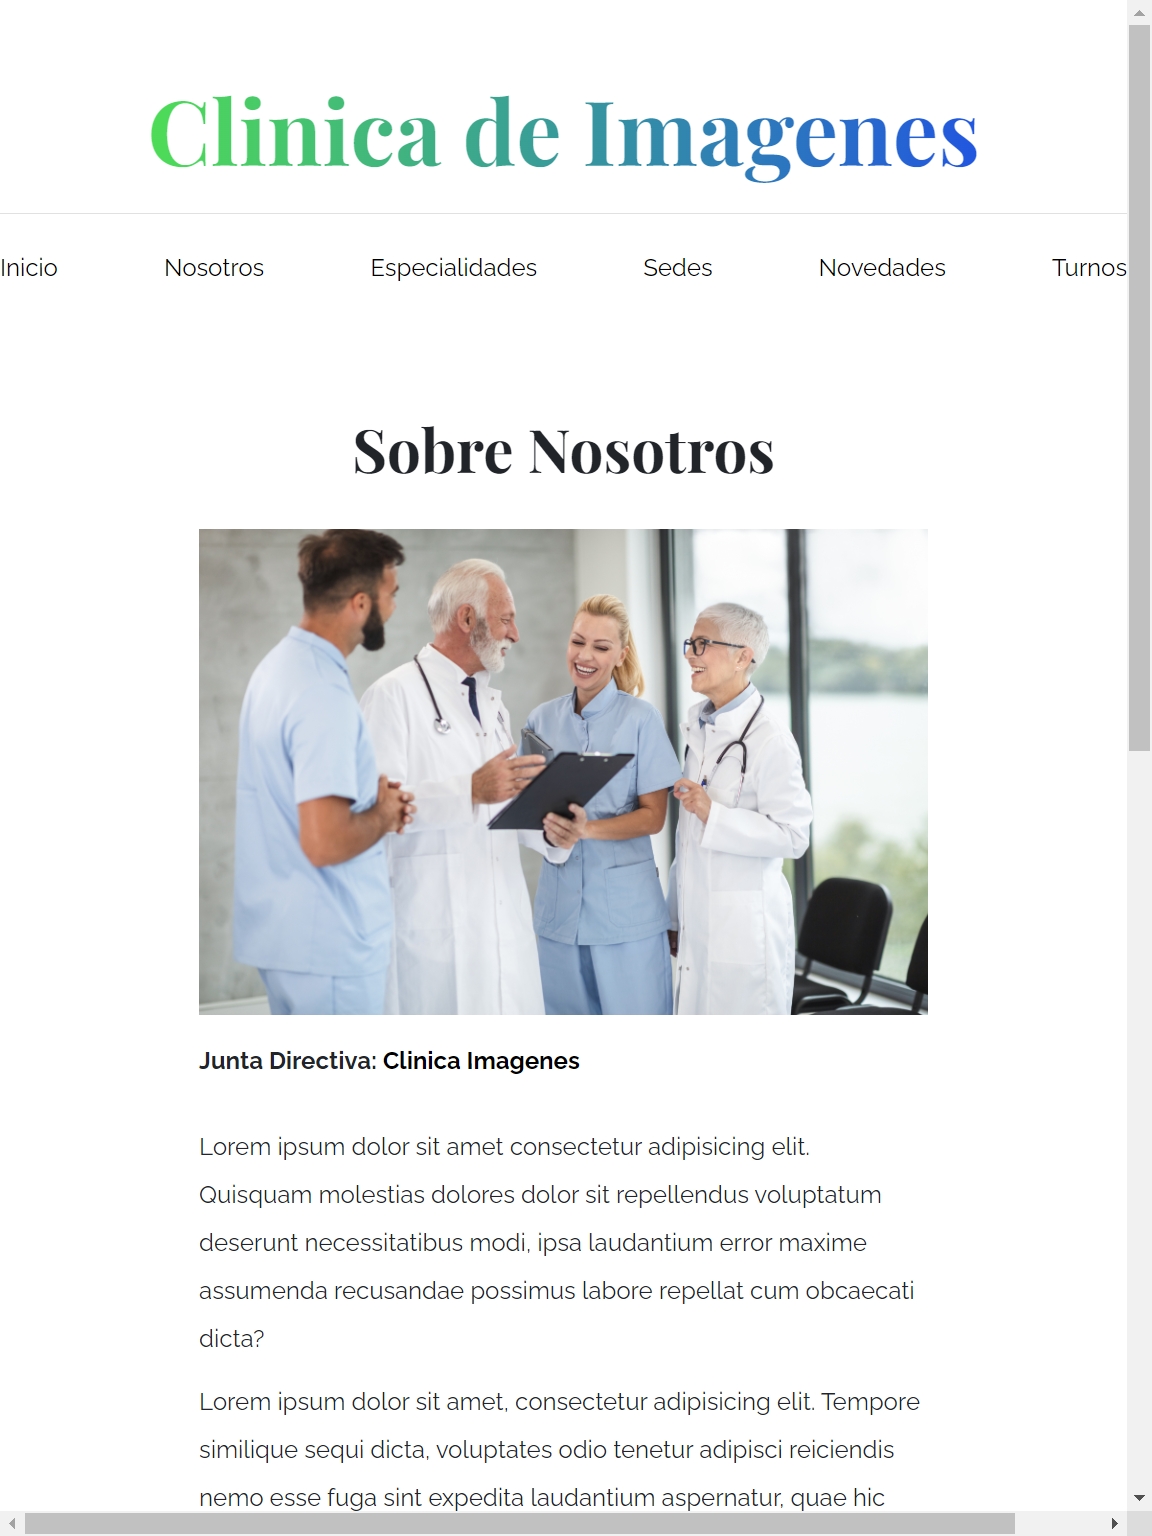 Clinica de Imagenes
Inicio Nosotros Especialidades Sedes Novedades Turnos
Sobre Nosotros
Junta Directiva: Clinica Imagenes
Lorem ipsum dolor sit amet consectetur adipisicing elit.
Quisquam molestias dolores dolor sit repellendus voluptatum
deserunt necessitatibus modi, ipsa laudantium error maxime
assumenda recusandae possimus labore repellat cum obcaecati
dicta?
Lorem ipsum dolor sit amet, consectetur adipisicing elit. Tempore
similique sequi dicta, voluptates odio tenetur adipisci reiciendis
nemo esse fuga sint expedita laudantium aspernatur, quae hic